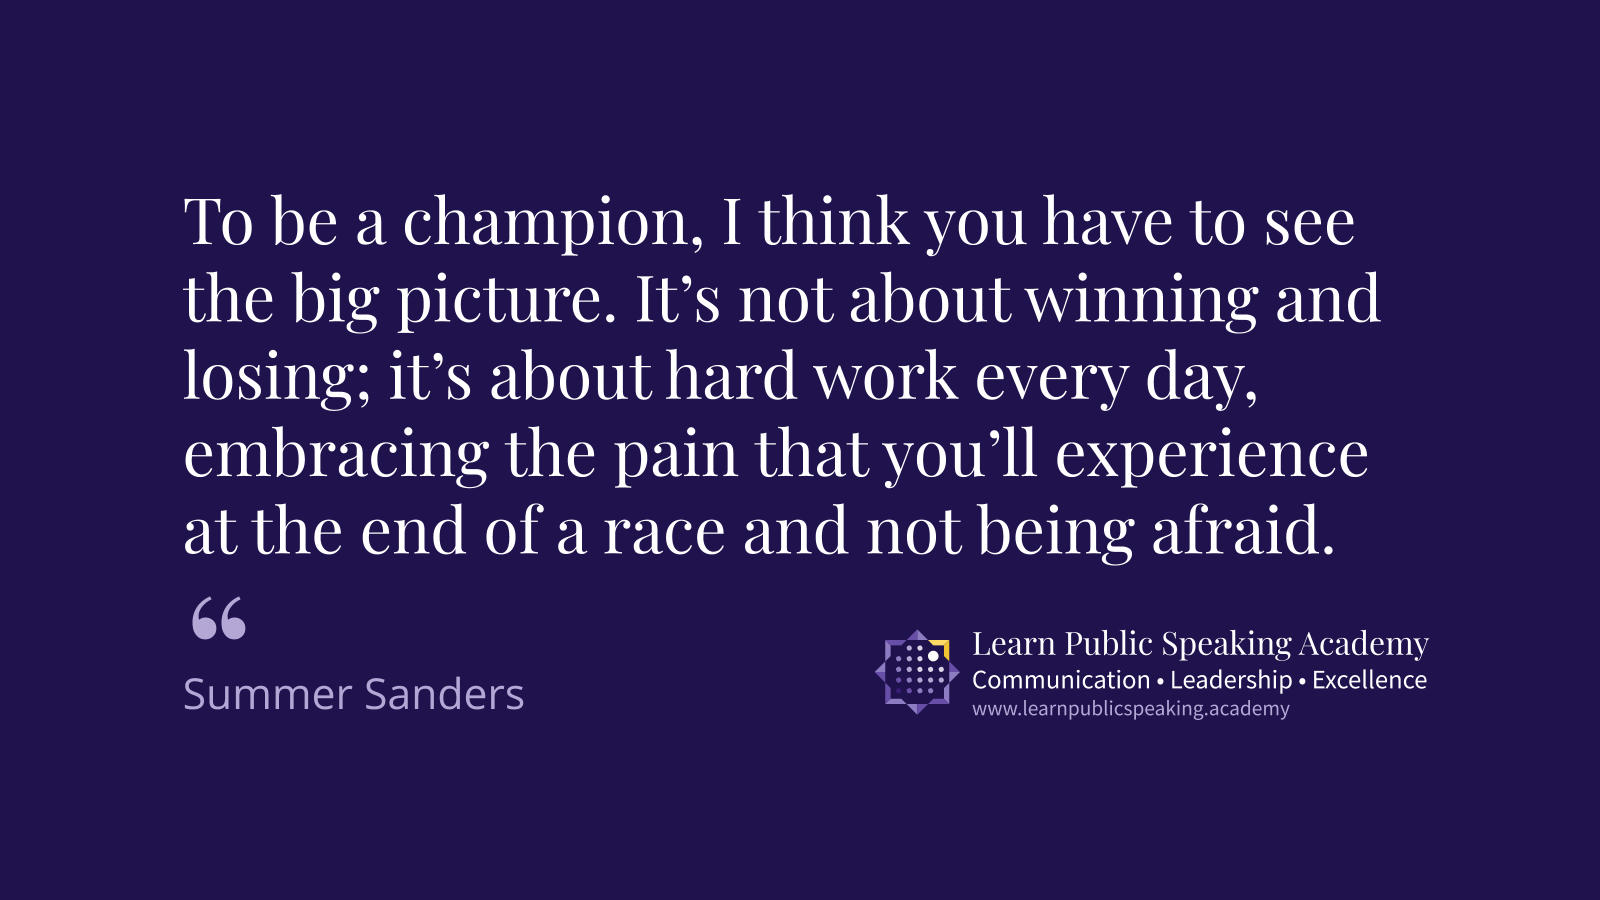 To be a champion, I think you have to see
the big picture. It’s not about winning and
losing; it’s about hard work every day,
embracing the pain that you’ll experience
at the end of a race and not being afraid.
“
Summer Sanders
Learn Public Speaking Academy
Communication • Leadership • Excellence
www.learnpublicspeaking.academy